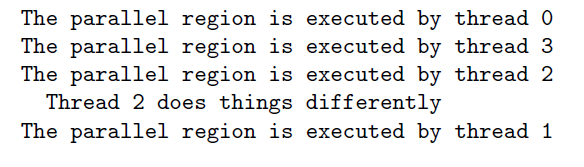 The parallel region is executed by thread 0
The parallel region is executed by thread 3
The parallel region is executed by thread 2
  Thread 2 does things differently
The parallel region is executed by thread 1